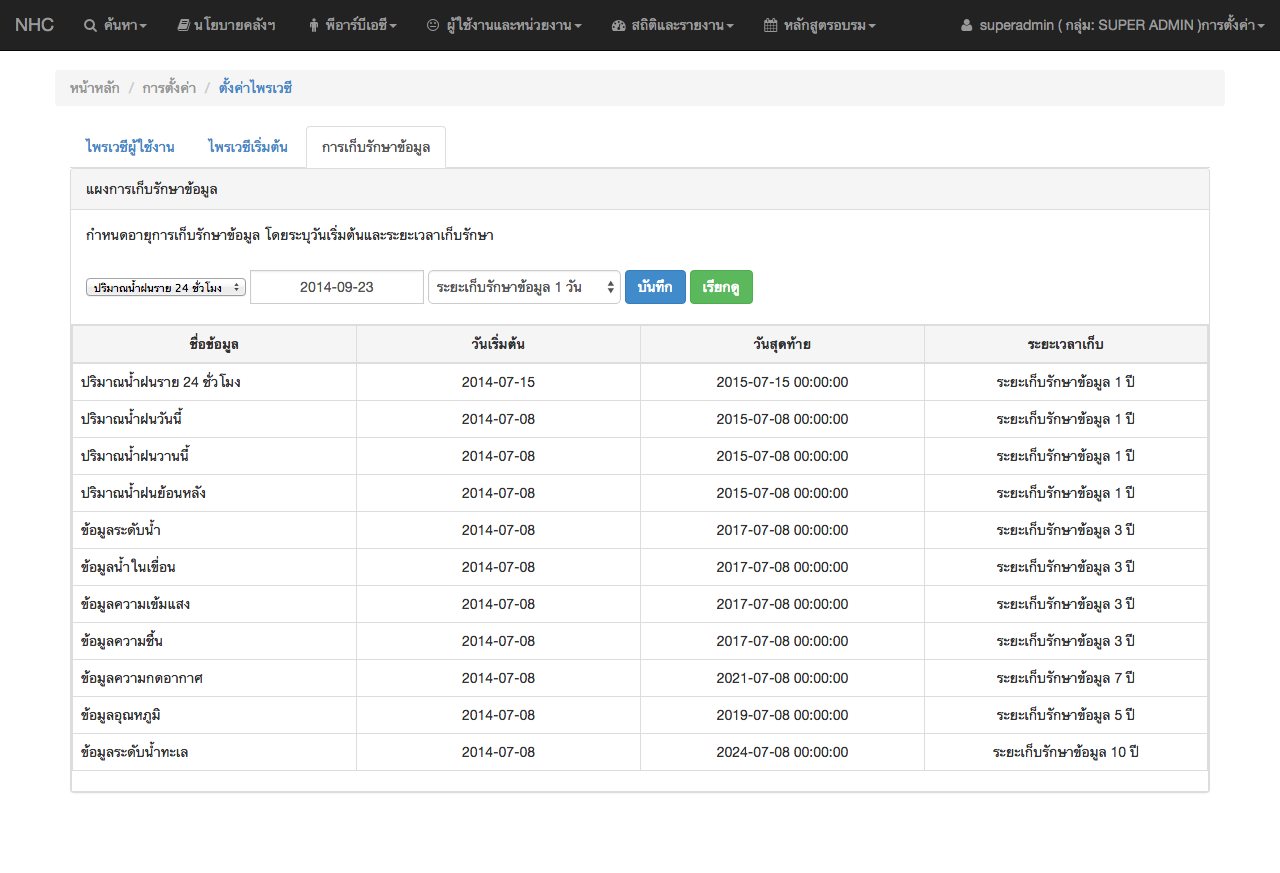 NHC ค้นหา นโยบายคลังฯ พีอาร์บีเอซี ผู้ใช้งานและหน่วยงาน สถิติและรายงาน หลักสูตรอบรม superadmin ( กลุ่ม: SUPER ADMIN )การตั้งค่า
หน้าหลัก / การตั้งค่า / ตั้งค่าไพรเวซี
ไพรเวซีผู้ใช้งาน ไพรเวซีเริ่มต้น การเก็บรักษาข้อมูล
แผงการเก็บรักษาข้อมูล
กำหนดอายุการเก็บรักษาข้อมูล โดยระบุวันเริ่มต้นและระยะเวลาเก็บรักษา
ปริมาณน้ำฝนราย 24 ชั่วโมง 2014-09-23 ระยะเก็บรักษาข้อมูล 1 วัน บันทึก เรียกดู
ชื่อข้อมูล วันเริ่มต้น วันสุดท้าย ระยะเวลาเก็บ
ปริมาณน้ำฝนราย 24 ชั่วโมง 2014-07-15 2015-07-15 00:00:00 ระยะเก็บรักษาข้อมูล 1 ปี
ปริมาณน้ำฝนวันนี้ 2014-07-08 2015-07-08 00:00:00 ระยะเก็บรักษาข้อมูล 1 ปี
ปริมาณน้ำฝนวานนี้ 2014-07-08 2015-07-08 00:00:00 ระยะเก็บรักษาข้อมูล 1 ปี
ปริมาณน้ำฝนย้อนหลัง 2014-07-08 2015-07-08 00:00:00 ระยะเก็บรักษาข้อมูล 1 ปี
ข้อมูลระดับน้ำ 2014-07-08 2017-07-08 00:00:00 ระยะเก็บรักษาข้อมูล 3 ปี
ข้อมูลน้ำในเขื่อน 2014-07-08 2017-07-08 00:00:00 ระยะเก็บรักษาข้อมูล 3 ปี
ข้อมูลความเข้มแสง 2014-07-08 2017-07-08 00:00:00 ระยะเก็บรักษาข้อมูล 3 ปี
ข้อมูลความชื้น 2014-07-08 2017-07-08 00:00:00 ระยะเก็บรักษาข้อมูล 3 ปี
ข้อมูลความกดอากาศ 2014-07-08 2021-07-08 00:00:00 ระยะเก็บรักษาข้อมูล 7 ปี
ข้อมูลอุณหภูมิ 2014-07-08 2019-07-08 00:00:00 ระยะเก็บรักษาข้อมูล 5 ปี
ข้อมูลระดับน้ำทะเล 2014-07-08 2024-07-08 00:00:00 ระยะเก็บรักษาข้อมูล 10 ปี